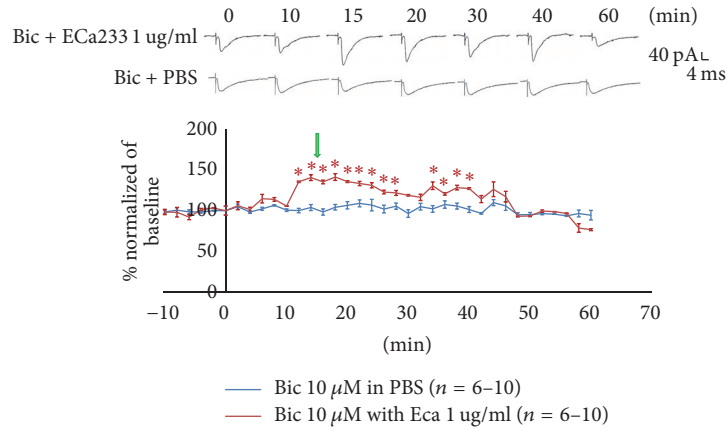 0 10 15 20 30 40 60 (min)
Bic + ECa233 1 ug/ml
40 pA
4 ms
Bic + PBS
200
150
100
50
0
% normalized of baseline
* * * * * * * * * * * * *
−10 0 10 20 30 40 50 60 70
(min)
Bic 10 μM in PBS (n = 6–10)
Bic 10 μM with Eca 1 ug/ml (n = 6–10)